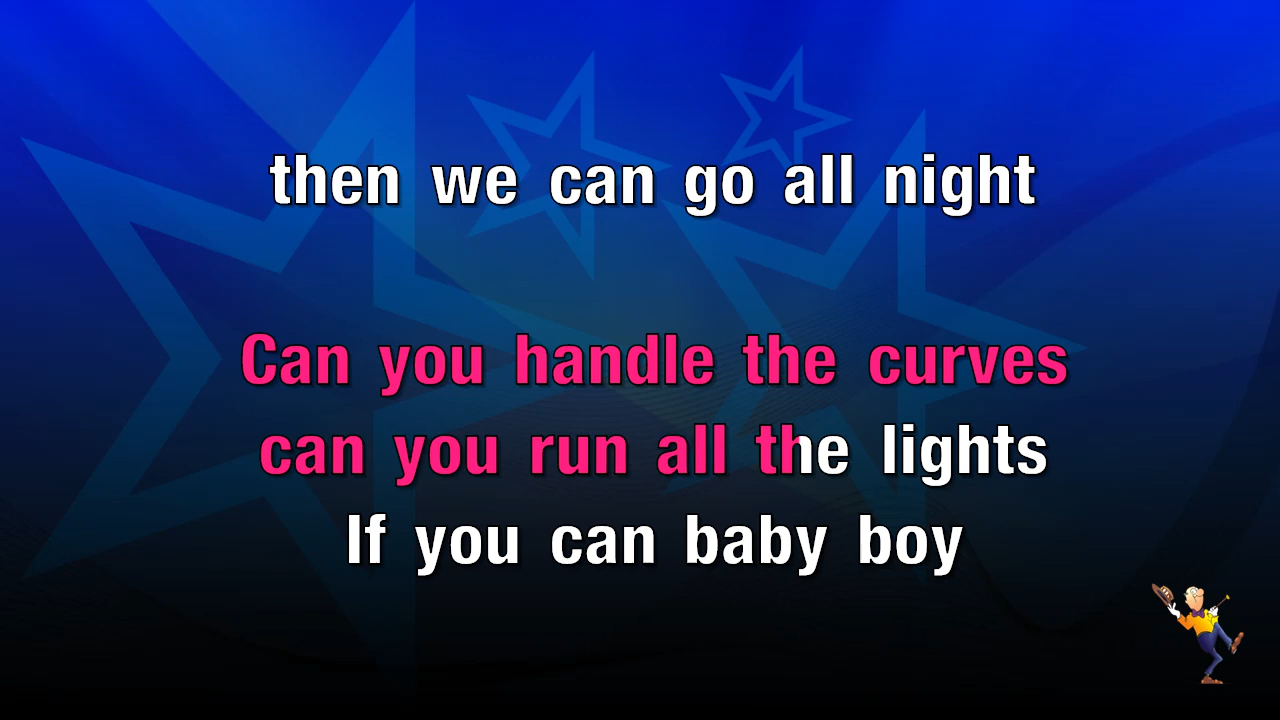 then we can go all night
Can you handle the curves
can you run all the lights
If you can baby boy